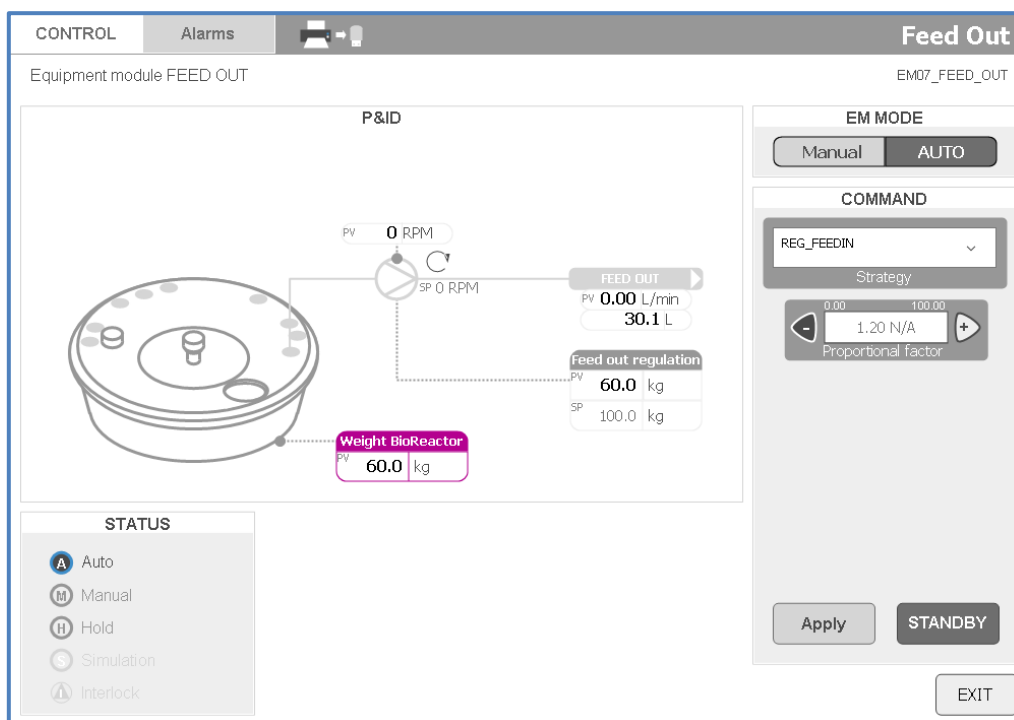 CONTROL
Alarms
Feed Out
Equipment module FEED OUT
EM07_FEED_OUT
P&ID
PV 0 RPM
SP 0 RPM
FEED OUT
PV 0.00 L/min
30.1 L
Feed out regulation
PV 60.0 kg
SP 100.0 kg
Weight BioReactor
PV 60.0 kg
EM MODE
Manual
AUTO
COMMAND
REG_FEEDIN
Strategy
0.00 100.00
- 1.20 N/A +
Proportional factor
Apply
STANDBY
STATUS
A Auto
M Manual
H Hold
S Simulation
Interlock
EXIT